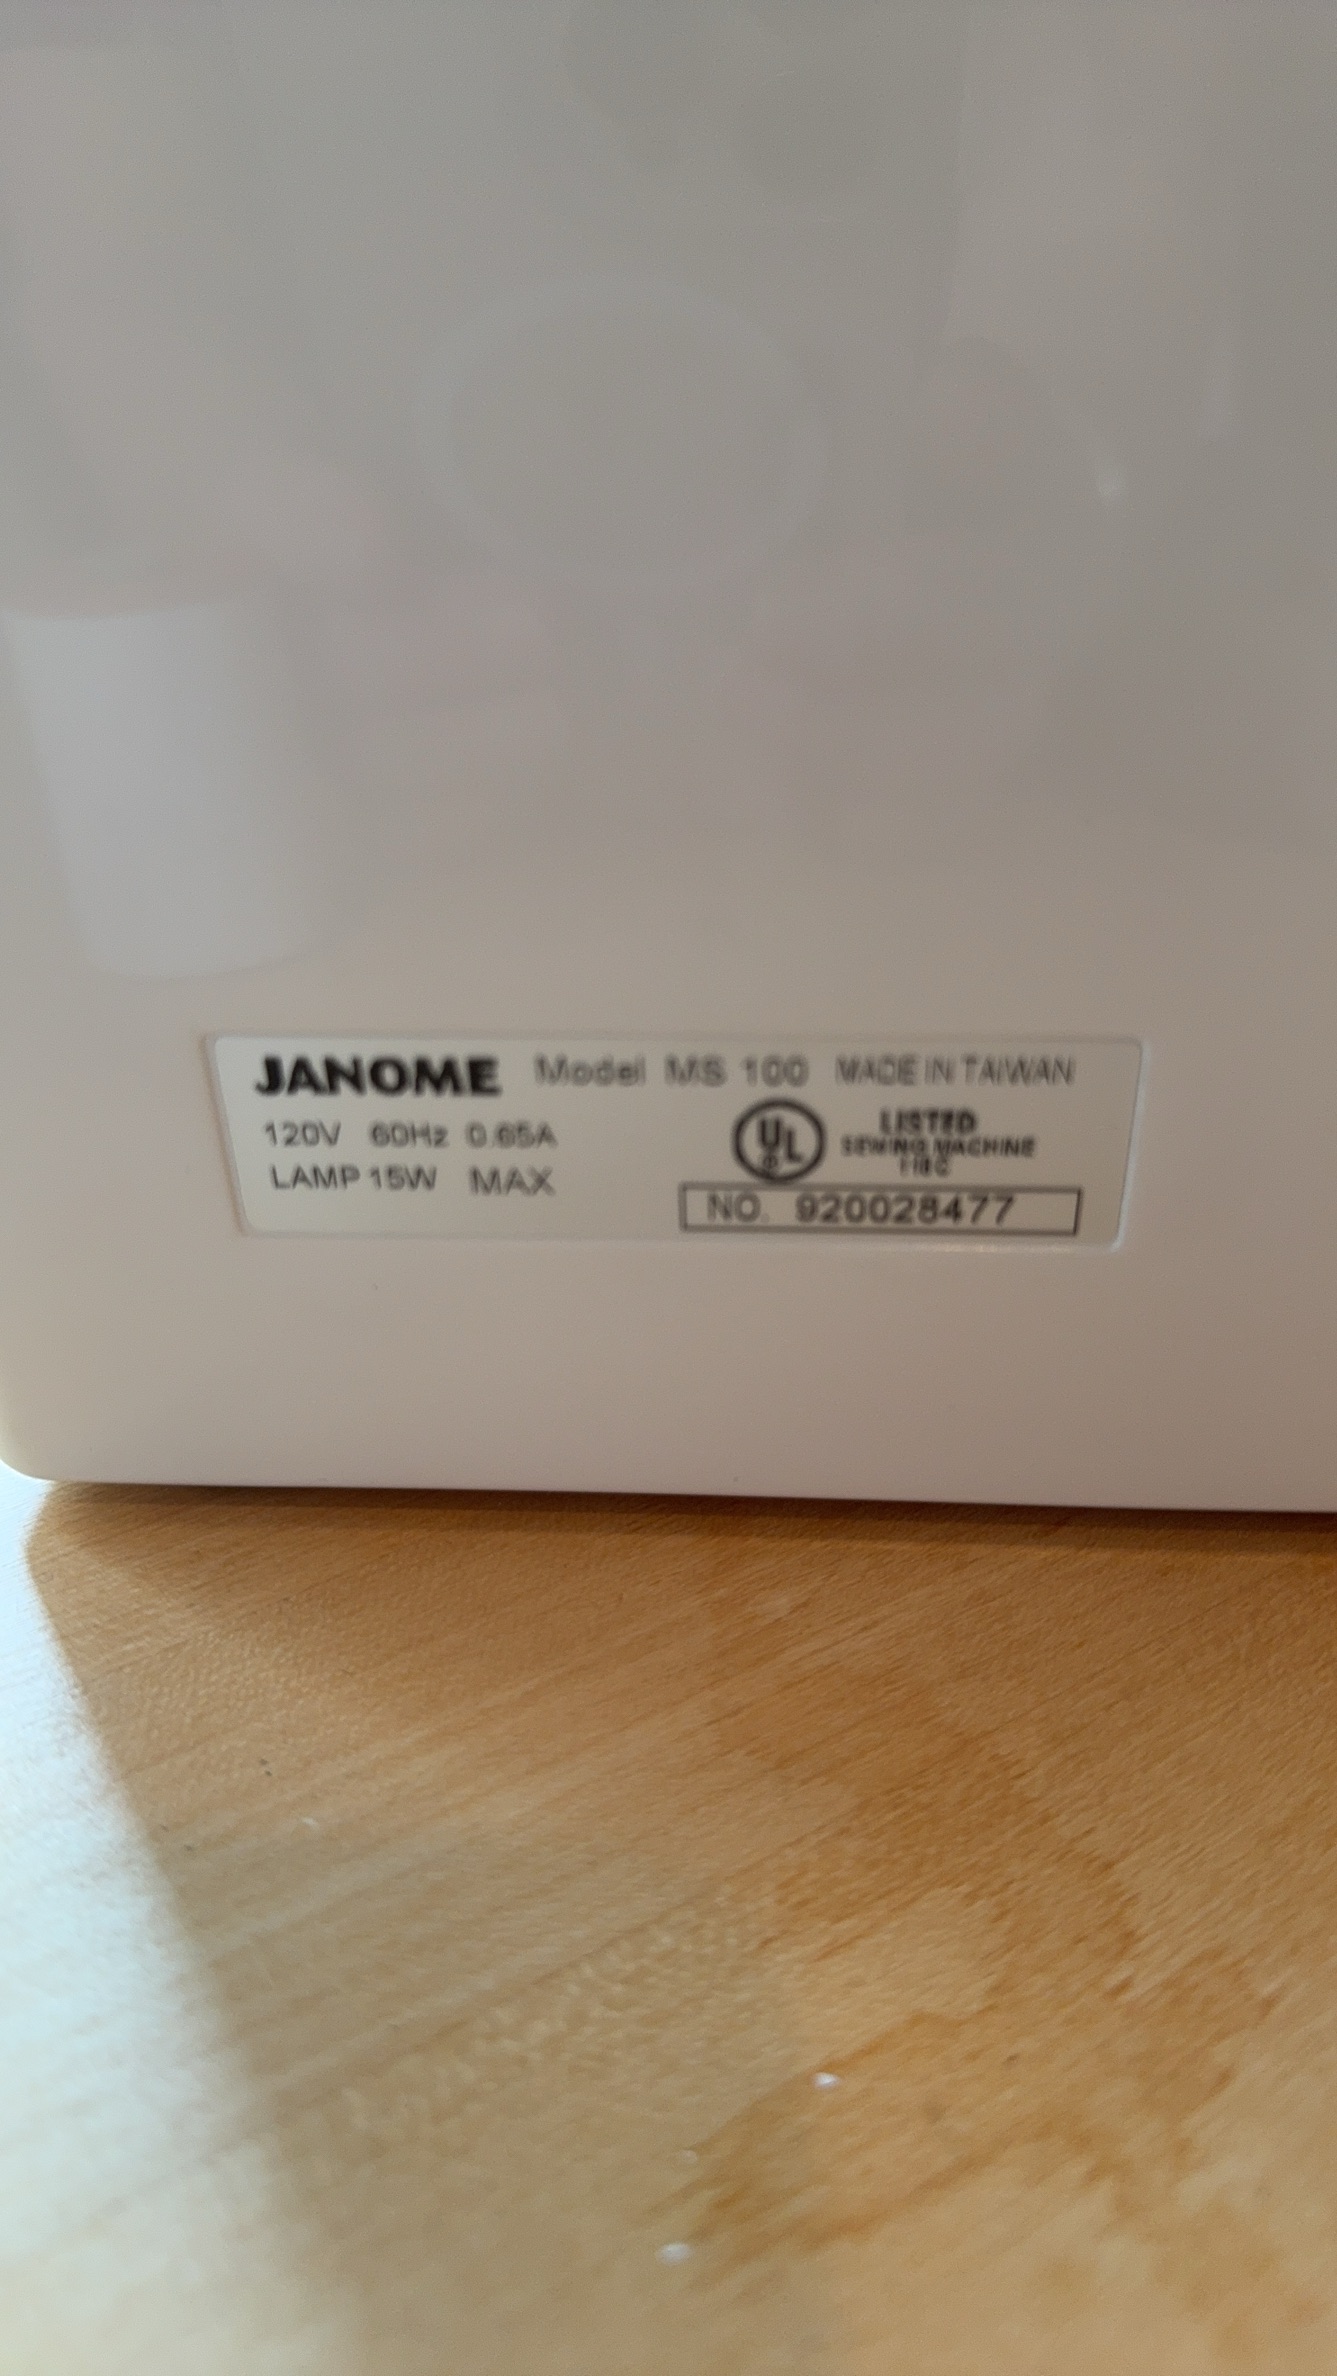 JANOME Model MS 100 MADE IN TAIWAN
120V 60Hz 0.65A
LAMP 15W MAX
UL LISTED
SEWING MACHINE
NO. 920028477